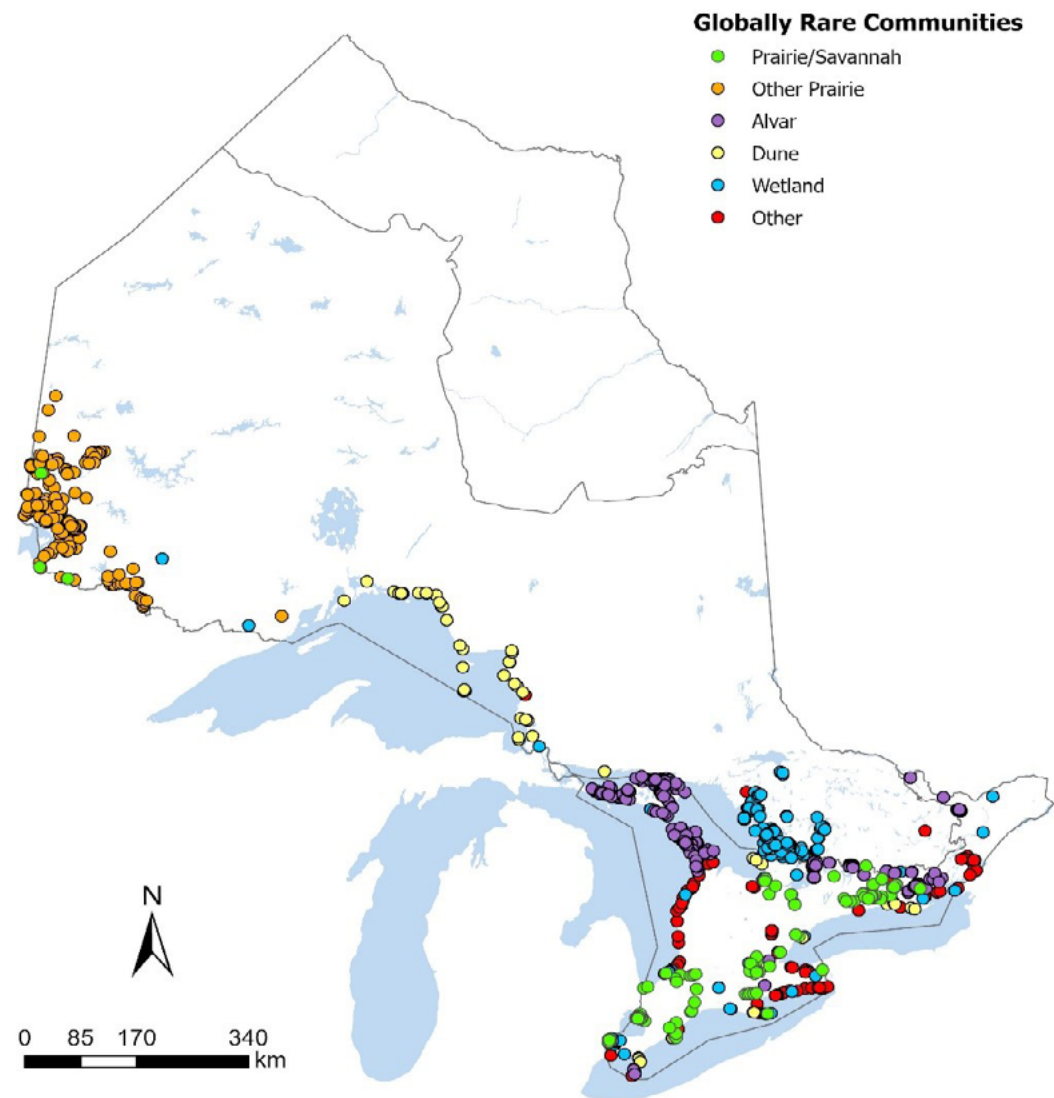 Globally Rare Communities
Prairie/Savannah
Other Prairie
Alvar
Dune
Wetland
Other
N
0 85 170 340
km